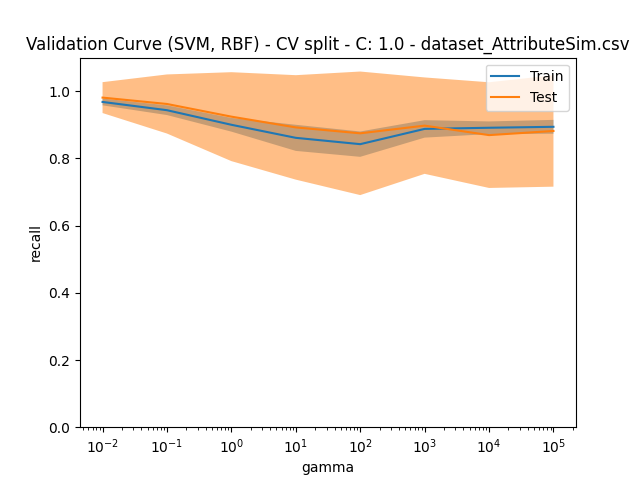 Validation Curve (SVM, RBF) - CV split - C: 1.0 - dataset_AttributeSim.csv
Train
Test
1.0
0.8
0.6
0.4
0.2
0.0
recall
10⁻² 10⁻¹ 10⁰ 10¹ 10² 10³ 10⁴ 10⁵
gamma